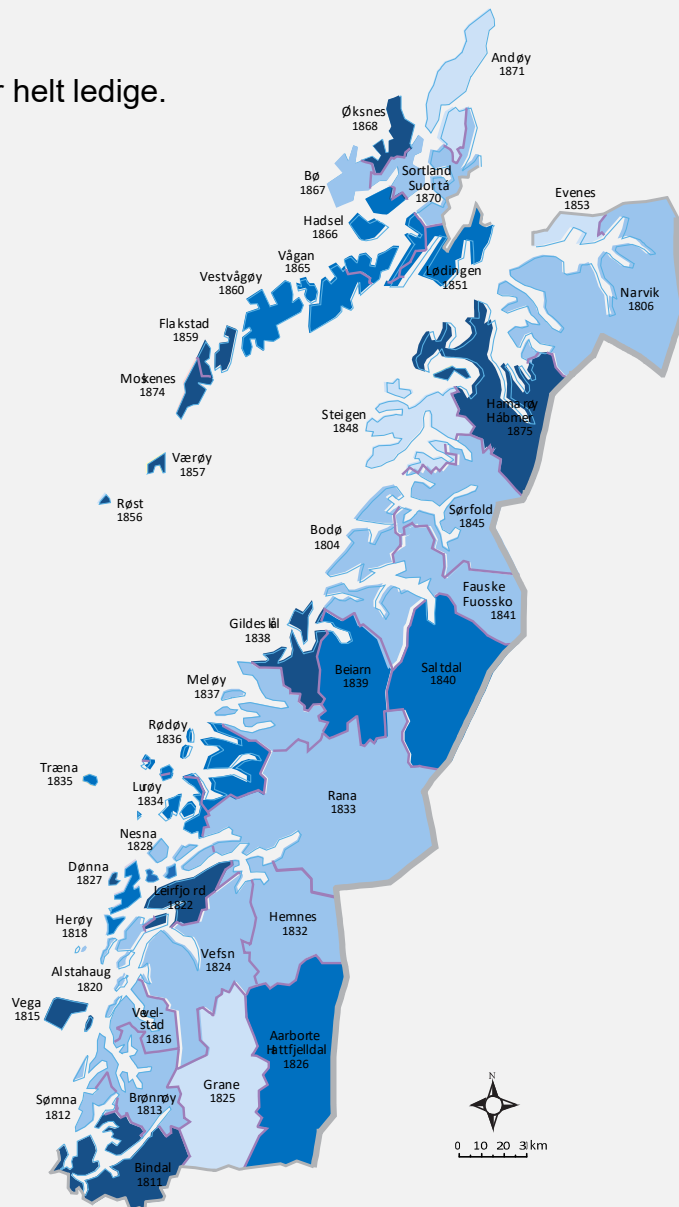 r helt ledige.
Andøy
1871
Øksnes
1868
Bø
1867
Sortland
Suortá
1870
Evenes
1853
Hadsel
1866
Vågan
1865
Lødingen
1851
Vestvågøy
1860
Narvik
1806
Flakstad
1859
Moskenes
1874
Hamarøy
Hábmer
1875
Steigen
1848
Værøy
1857
Røst
1856
Sørfold
1845
Bodø
1804
Fauske
Fuossko
1841
Gildeskål
1838
Beiarn
1839
Saltdal
1840
Meløy
1837
Rødøy
1836
Træna
1835
Lurøy
1834
Rana
1833
Nesna
1828
Dønna
1827
Leirfjord
1822
Herøy
1818
Hemnes
1832
Vefsn
1824
Alstahaug
1820
Vega
1815
Vevel-
stad
1816
Aarborte
Hattfjelldal
1826
Grane
1825
Sømna
1812
Brønnøy
1813
Bindal
1811
N
0 10 20 30 km